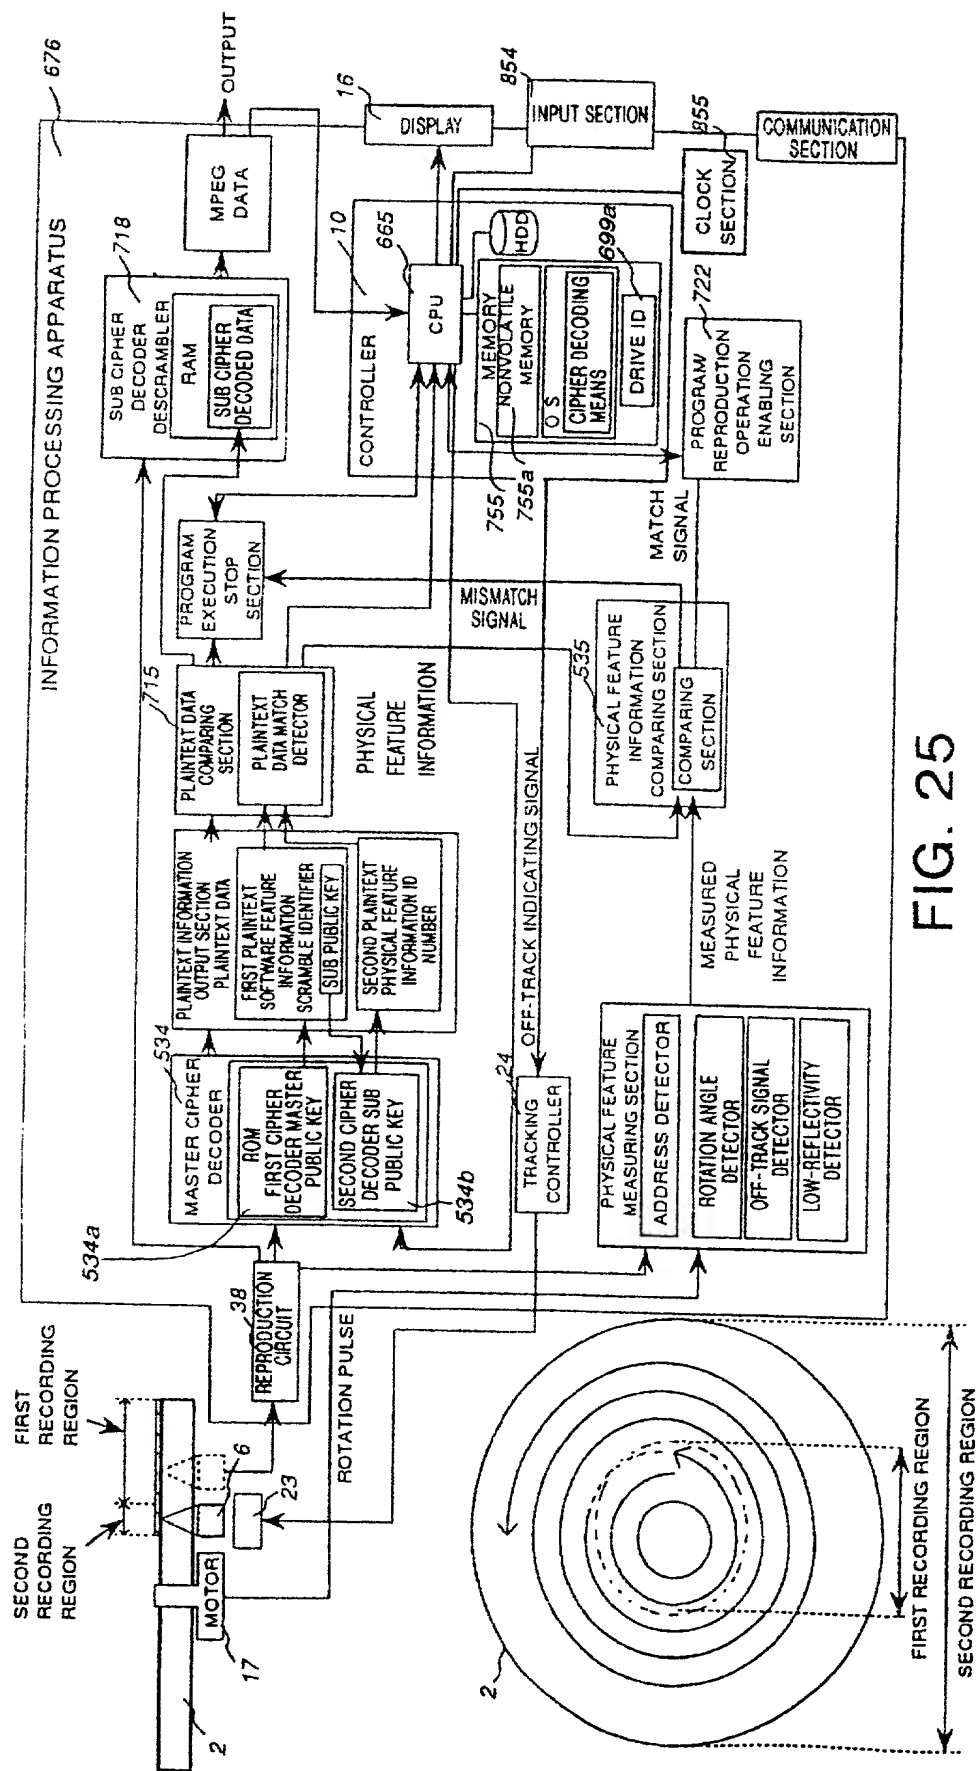 INFORMATION PROCESSING APPARATUS
676
SECOND
RECORDING
REGION
FIRST
RECORDING
REGION
2
MOTOR
17
6
23
38
REPRODUCTION
CIRCUIT
ROTATION PULSE
534
MASTER CIPHER
DECODER
534a
ROM
FIRST CIPHER
DECODER MASTER
PUBLIC KEY
SECOND CIPHER
DECODER SUB
PUBLIC KEY
534b
PLAINTEXT INFORMATION
OUTPUT SECTION
PLAINTEXT DATA
FIRST PLAINTEXT
SOFTWARE FEATURE
INFORMATION
SCRAMBLE IDENTIFIER
SUB PUBLIC KEY
SECOND PLAINTEXT
PHYSICAL FEATURE
INFORMATION ID
NUMBER
715
PLAINTEXT DATA
COMPARING
SECTION
PLAINTEXT
DATA MATCH
DETECTOR
PHYSICAL
FEATURE
INFORMATION
PROGRAM
EXECUTION
STOP
SECTION
718
SUB CIPHER
DECODER
DESCRAMBLER
RAM
SUB CIPHER
DECODED DATA
MPEG
DATA
OUTPUT
10
CONTROLLER
665
CPU
HDD
MEMORY
NONVOLATILE
MEMORY
O S
CIPHER DECODING
MEANS
DRIVE ID
699a
755
755a
16
DISPLAY
854
INPUT SECTION
855
CLOCK
SECTION
COMMUNICATION
SECTION
24
TRACKING
CONTROLLER
OFF-TRACK INDICATING SIGNAL
MISMATCH
SIGNAL
MATCH
SIGNAL
722
PROGRAM/
REPRODUCTION
OPERATION
ENABLING
SECTION
535
PHYSICAL FEATURE
INFORMATION
COMPARING SECTION
COMPARING
SECTION
MEASURED
PHYSICAL
FEATURE
INFORMATION
PHYSICAL FEATURE
MEASURING SECTION
ADDRESS DETECTOR
ROTATION ANGLE
DETECTOR
OFF-TRACK SIGNAL
DETECTOR
LOW-REFLECTIVITY
DETECTOR
2
FIRST RECORDING REGION
SECOND RECORDING REGION
FIG. 25